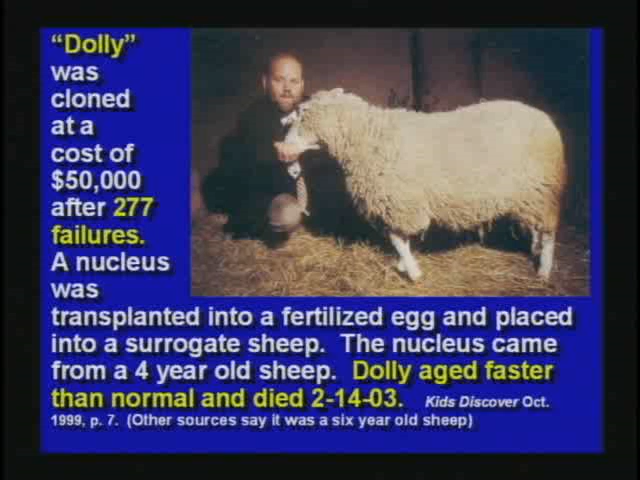 “Dolly”
was
cloned
at a
cost of
$50,000
after 277
failures.
A nucleus
was
transplanted into a fertilized egg and placed
into a surrogate sheep. The nucleus came
from a 4 year old sheep. Dolly aged faster
than normal and died 2-14-03. Kids Discover Oct.
1999, p. 7. (Other sources say it was a six year old sheep)